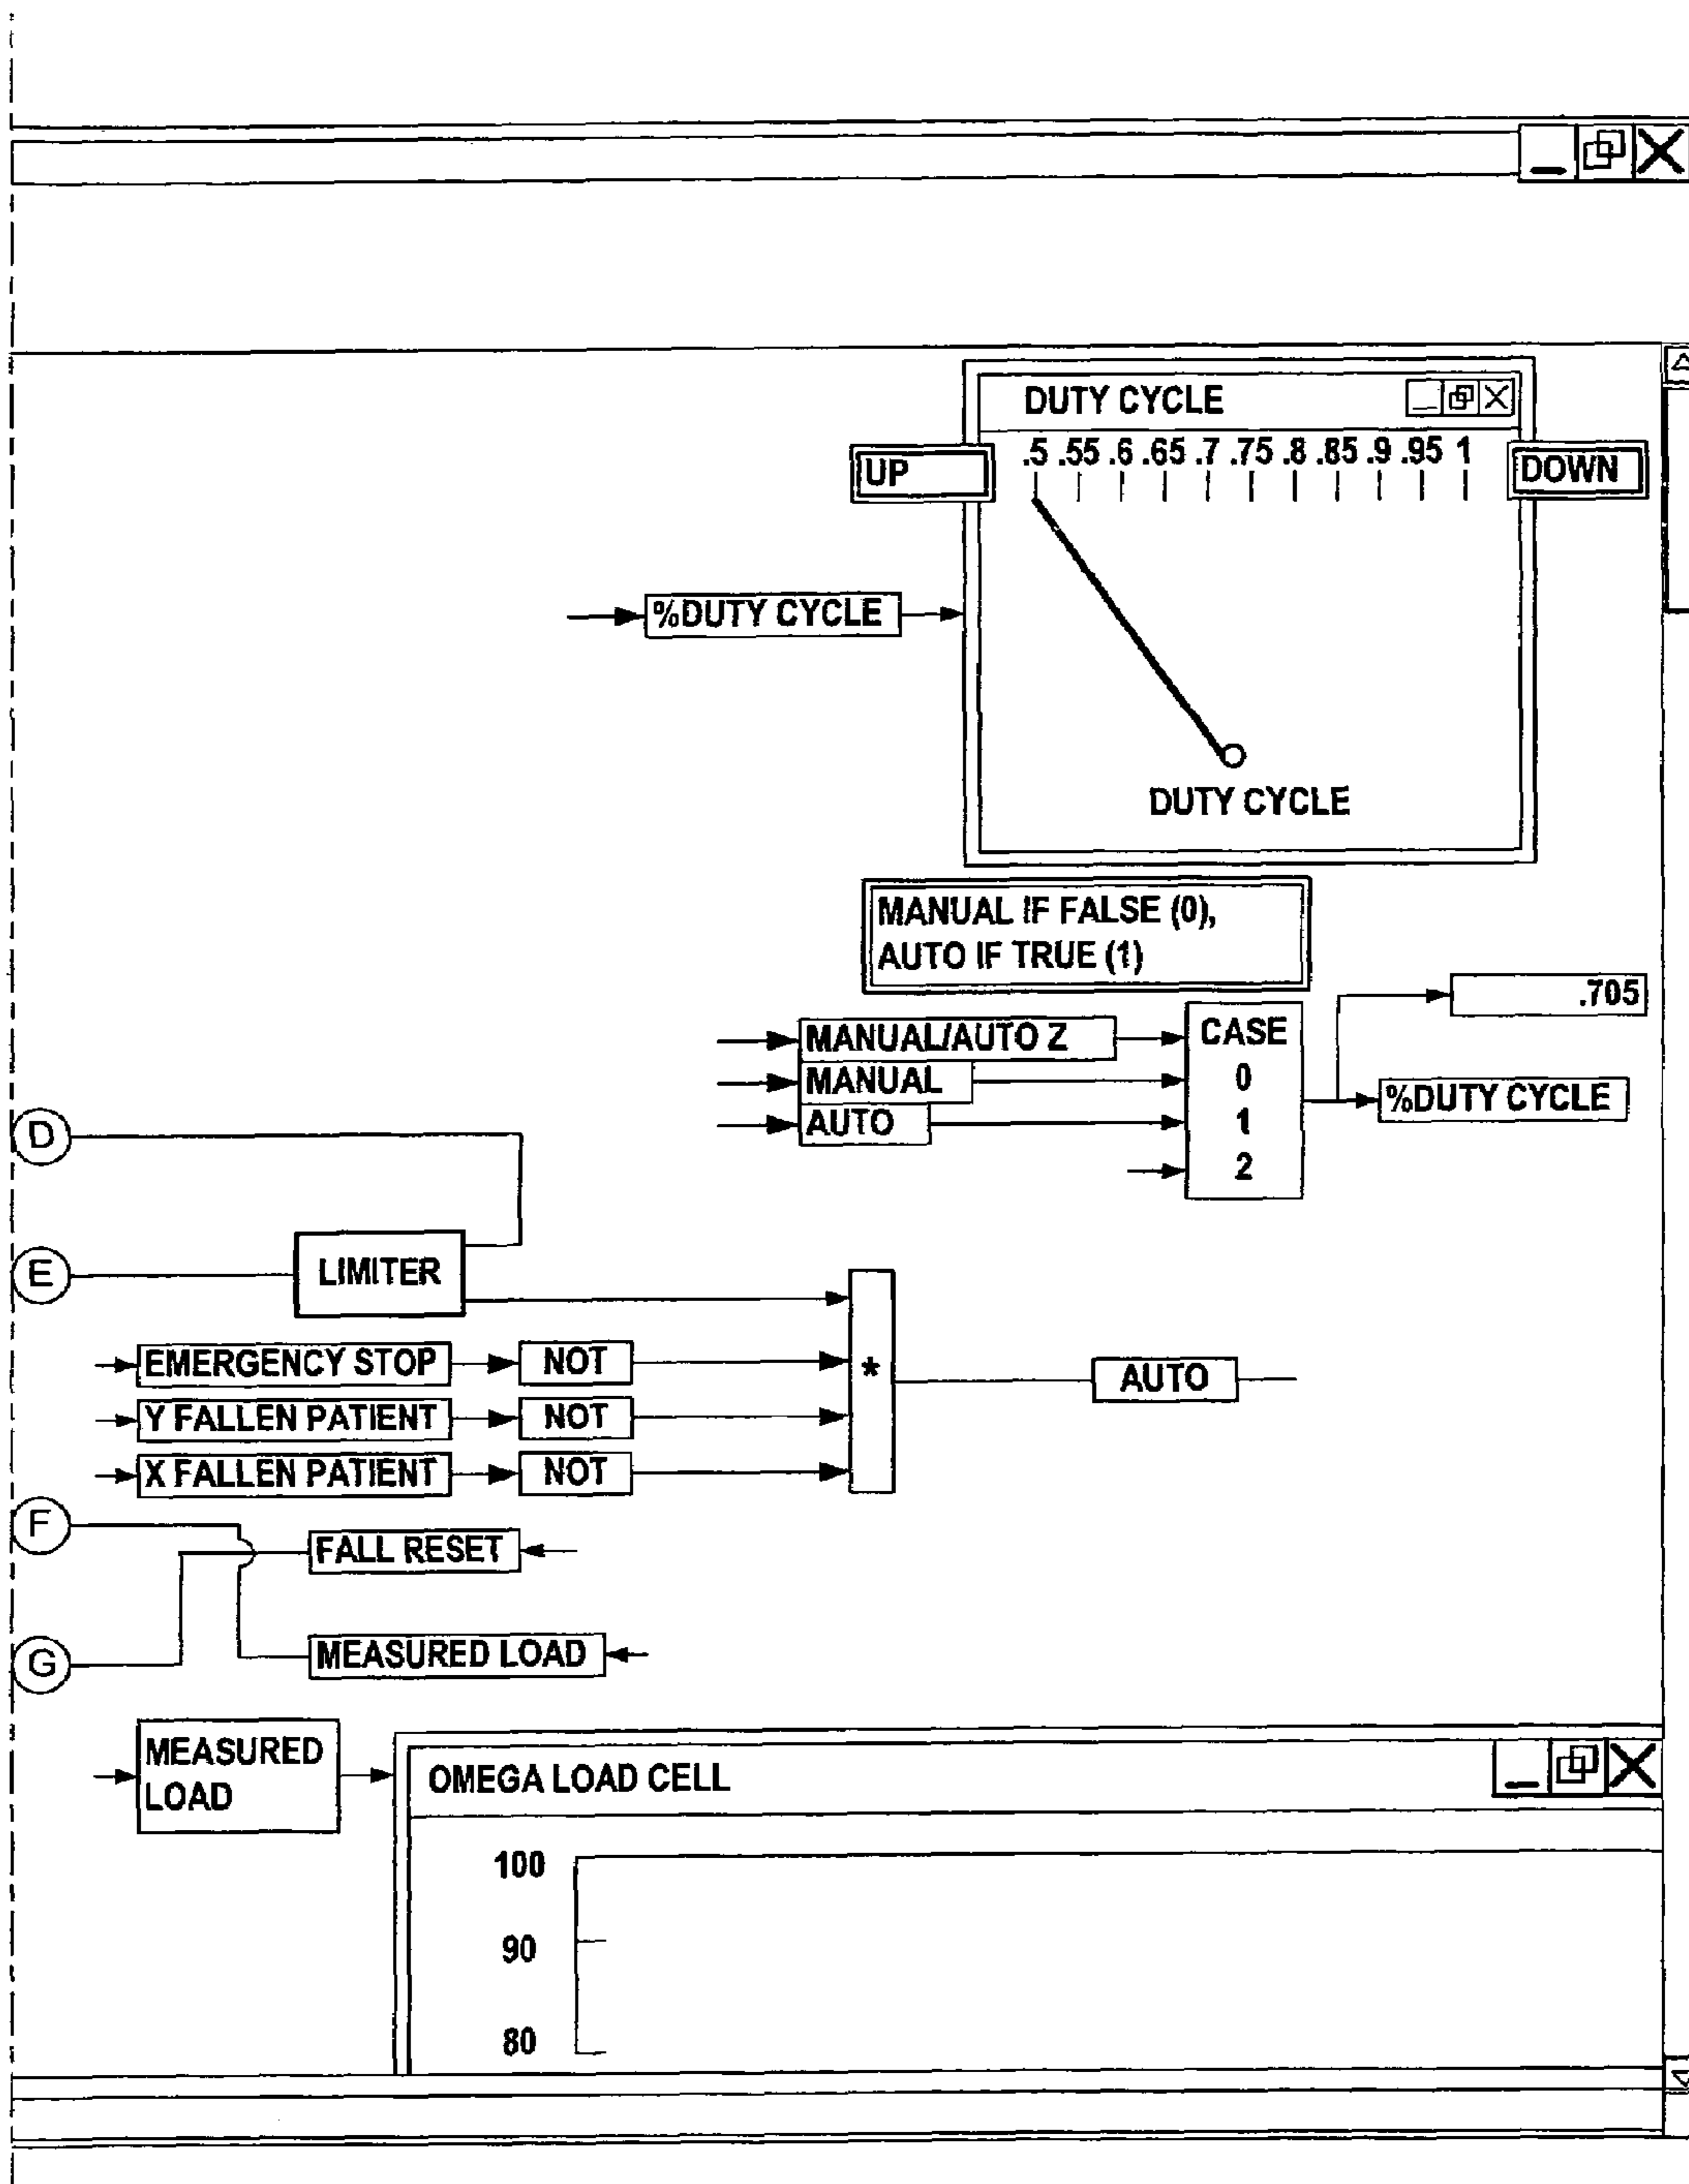 DUTY CYCLE
UP
.5 .55 .6 .65 .7 .75 .8 .85 .9 .95 1
DOWN
%DUTY CYCLE
DUTY CYCLE
MANUAL IF FALSE (0),
AUTO IF TRUE (1)
.705
MANUAL/AUTO Z
CASE
MANUAL
0
%DUTY CYCLE
AUTO
1
2
D
E
LIMITER
EMERGENCY STOP
NOT
*
AUTO
Y FALLEN PATIENT
NOT
X FALLEN PATIENT
NOT
F
FALL RESET
G
MEASURED LOAD
MEASURED
LOAD
OMEGA LOAD CELL
100
90
80